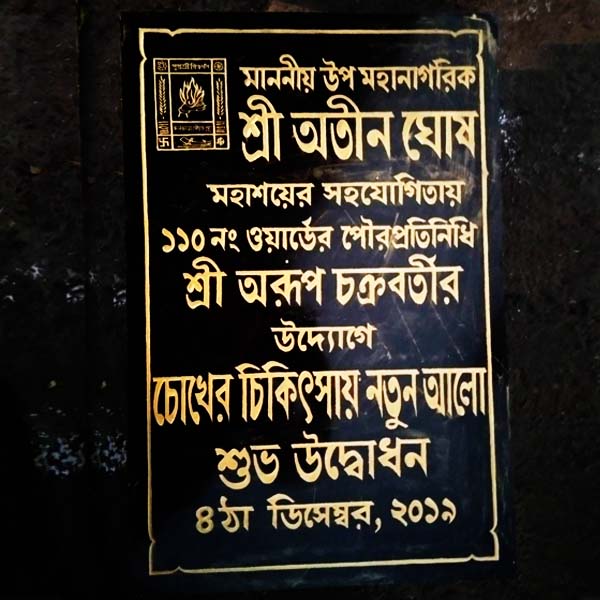 মাননীয় উপ মহানাগরিক
শ্রী অতীন ঘোষ
মহাশয়ের সহযোগিতায়
১১০ নং ওয়ার্ডের পৌরপ্রতিনিধি
শ্রী অরূপ চক্রবর্তীর
উদ্যোগে
চোখের চিকিৎসায় নতুন আলো
শুভ উদ্বোধন
৪ঠা ডিসেম্বর, ২০১৯